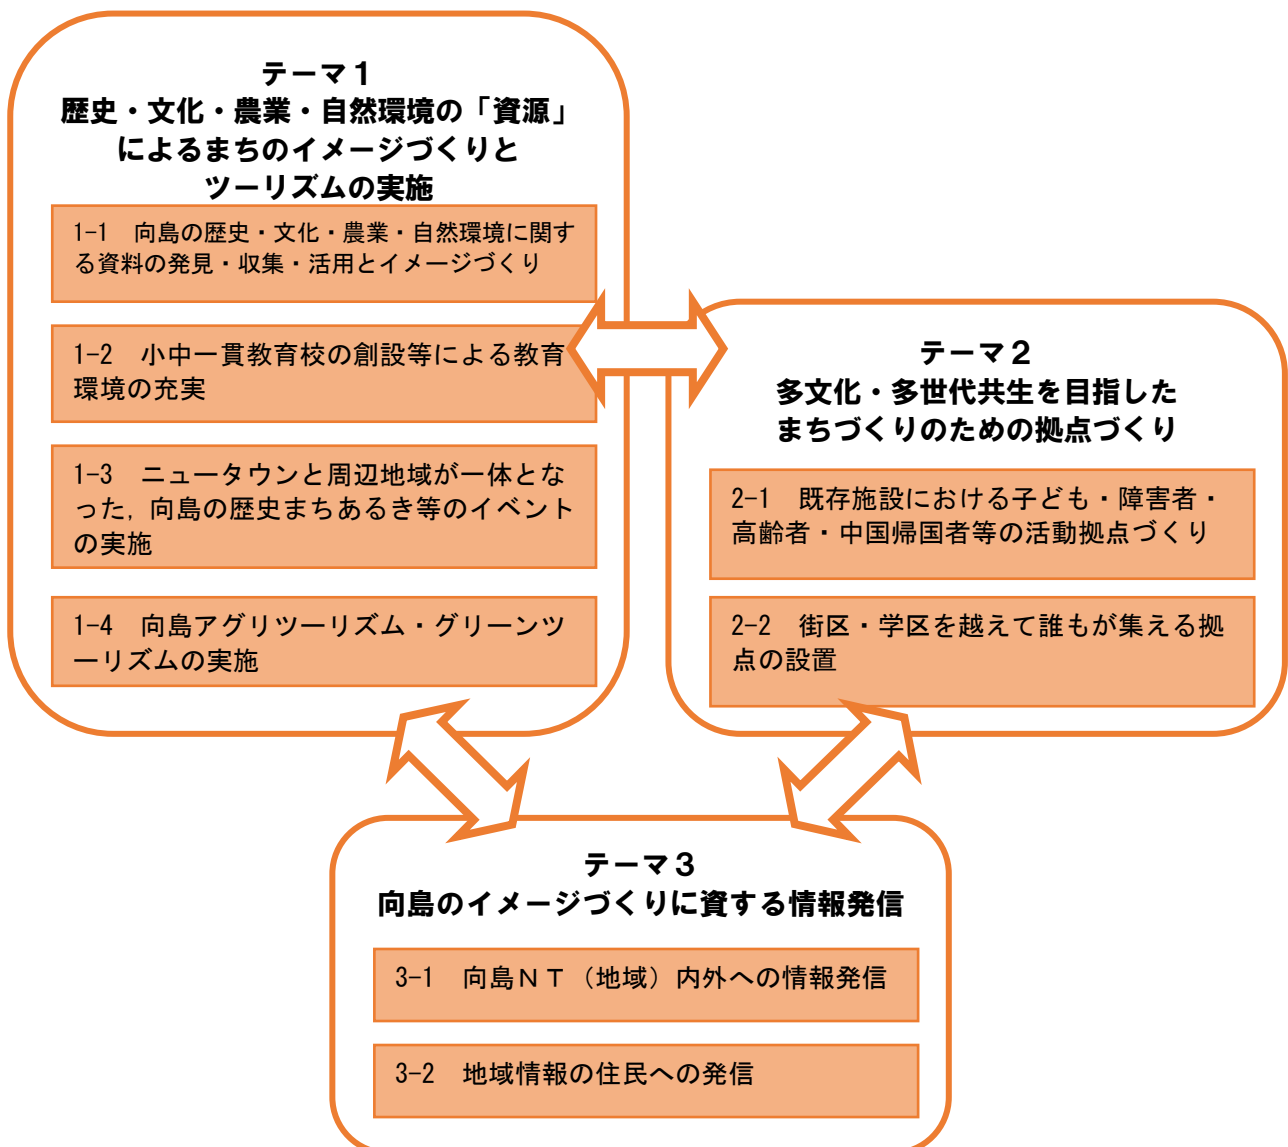 テーマ１
歴史・文化・農業・自然環境の「資源」
によるまちのイメージづくりと
ツーリズムの実施
1-1　向島の歴史・文化・農業・自然環境に関す
る資料の発見・収集・活用とイメージづくり
1-2　小中一貫教育校の創設等による教育
環境の充実
1-3　ニュータウンと周辺地域が一体とな
った，向島の歴史まちあるき等のイベント
の実施
1-4　向島アグリツーリズム・グリーンツ
ーリズムの実施
テーマ２
多文化・多世代共生を目指した
まちづくりのための拠点づくり
2-1　既存施設における子ども・障害者・
高齢者・中国帰国者等の活動拠点づくり
2-2　街区・学区を越えて誰もが集える拠
点の設置
テーマ３
向島のイメージづくりに資する情報発信
3-1　向島ＮＴ（地域）内外への情報発信
3-2　地域情報の住民への発信